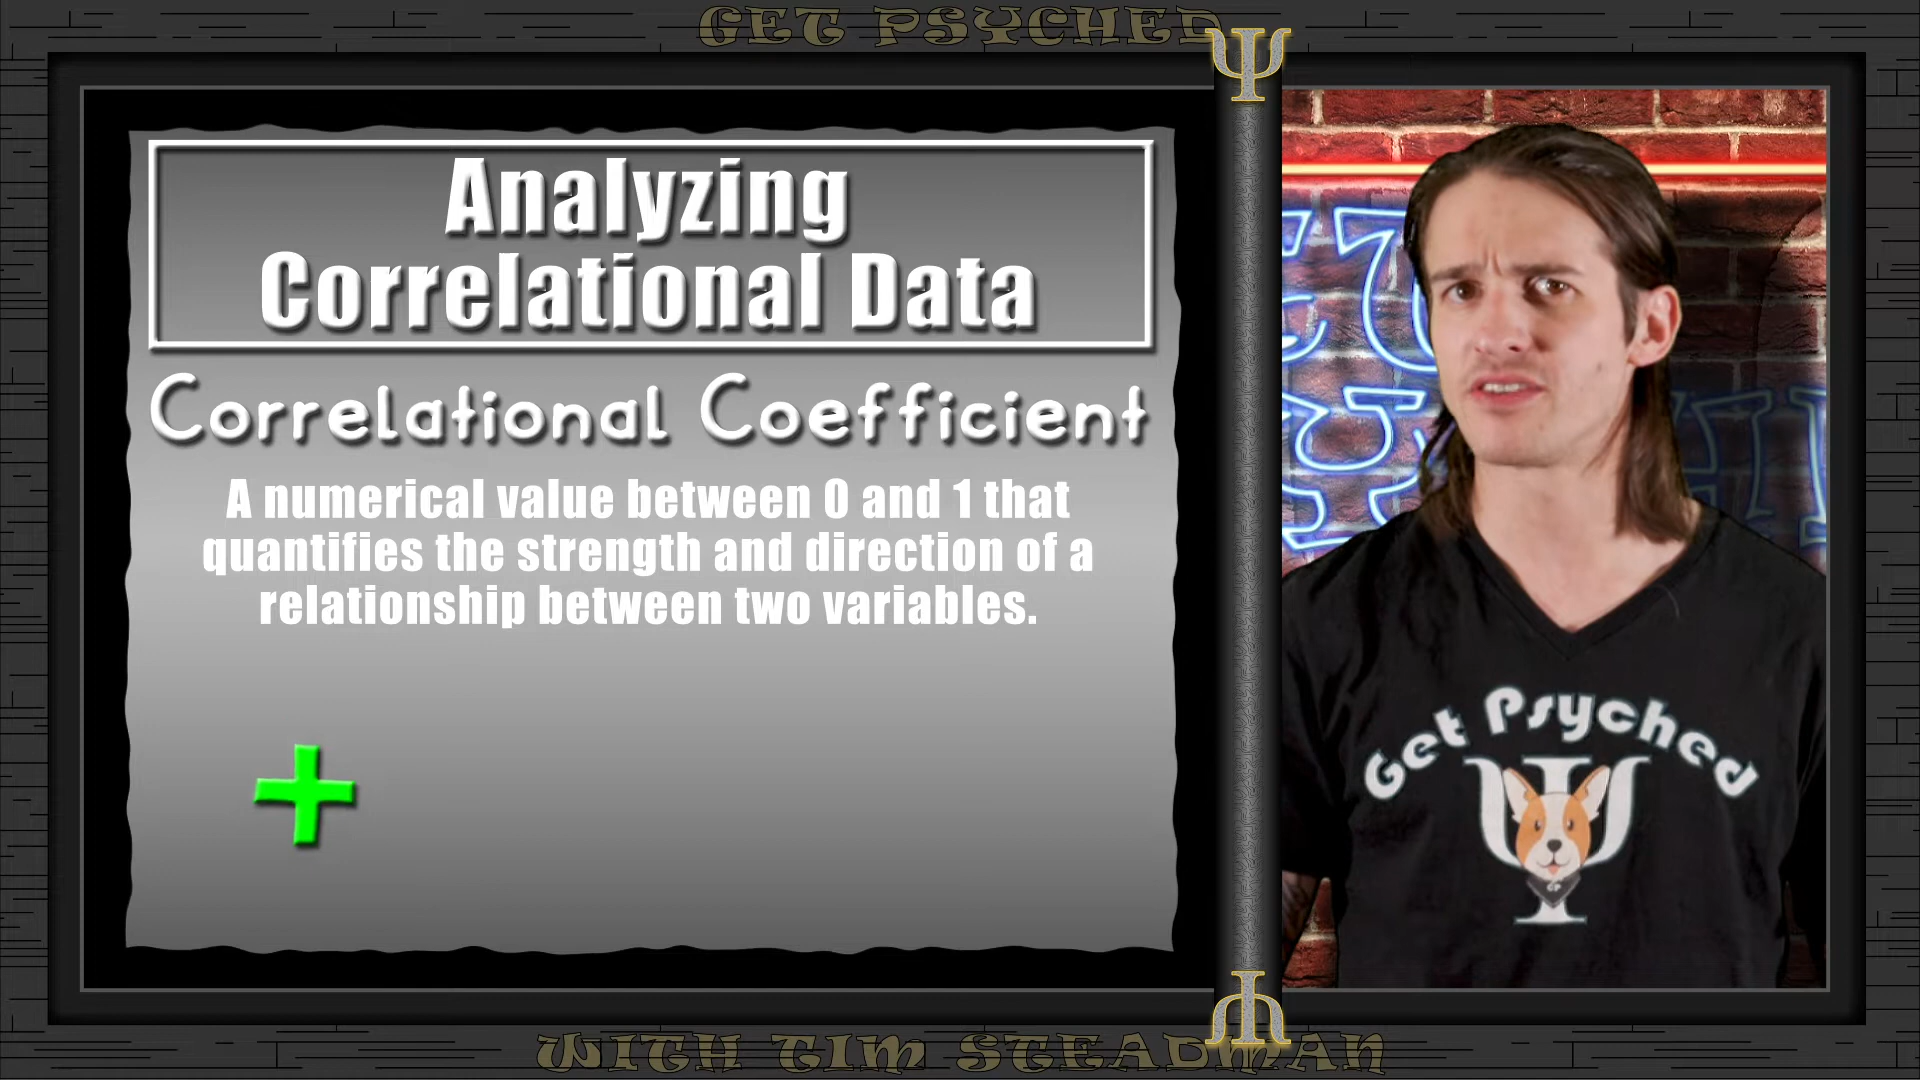 GET PSYCHED
Ψ
Analyzing
Correlational Data
Correlational Coefficient
A numerical value between 0 and 1 that
quantifies the strength and direction of a
relationship between two variables.
+
Get Psyched
Ψ
GP
WITH TIM STEADMAN
Ψ